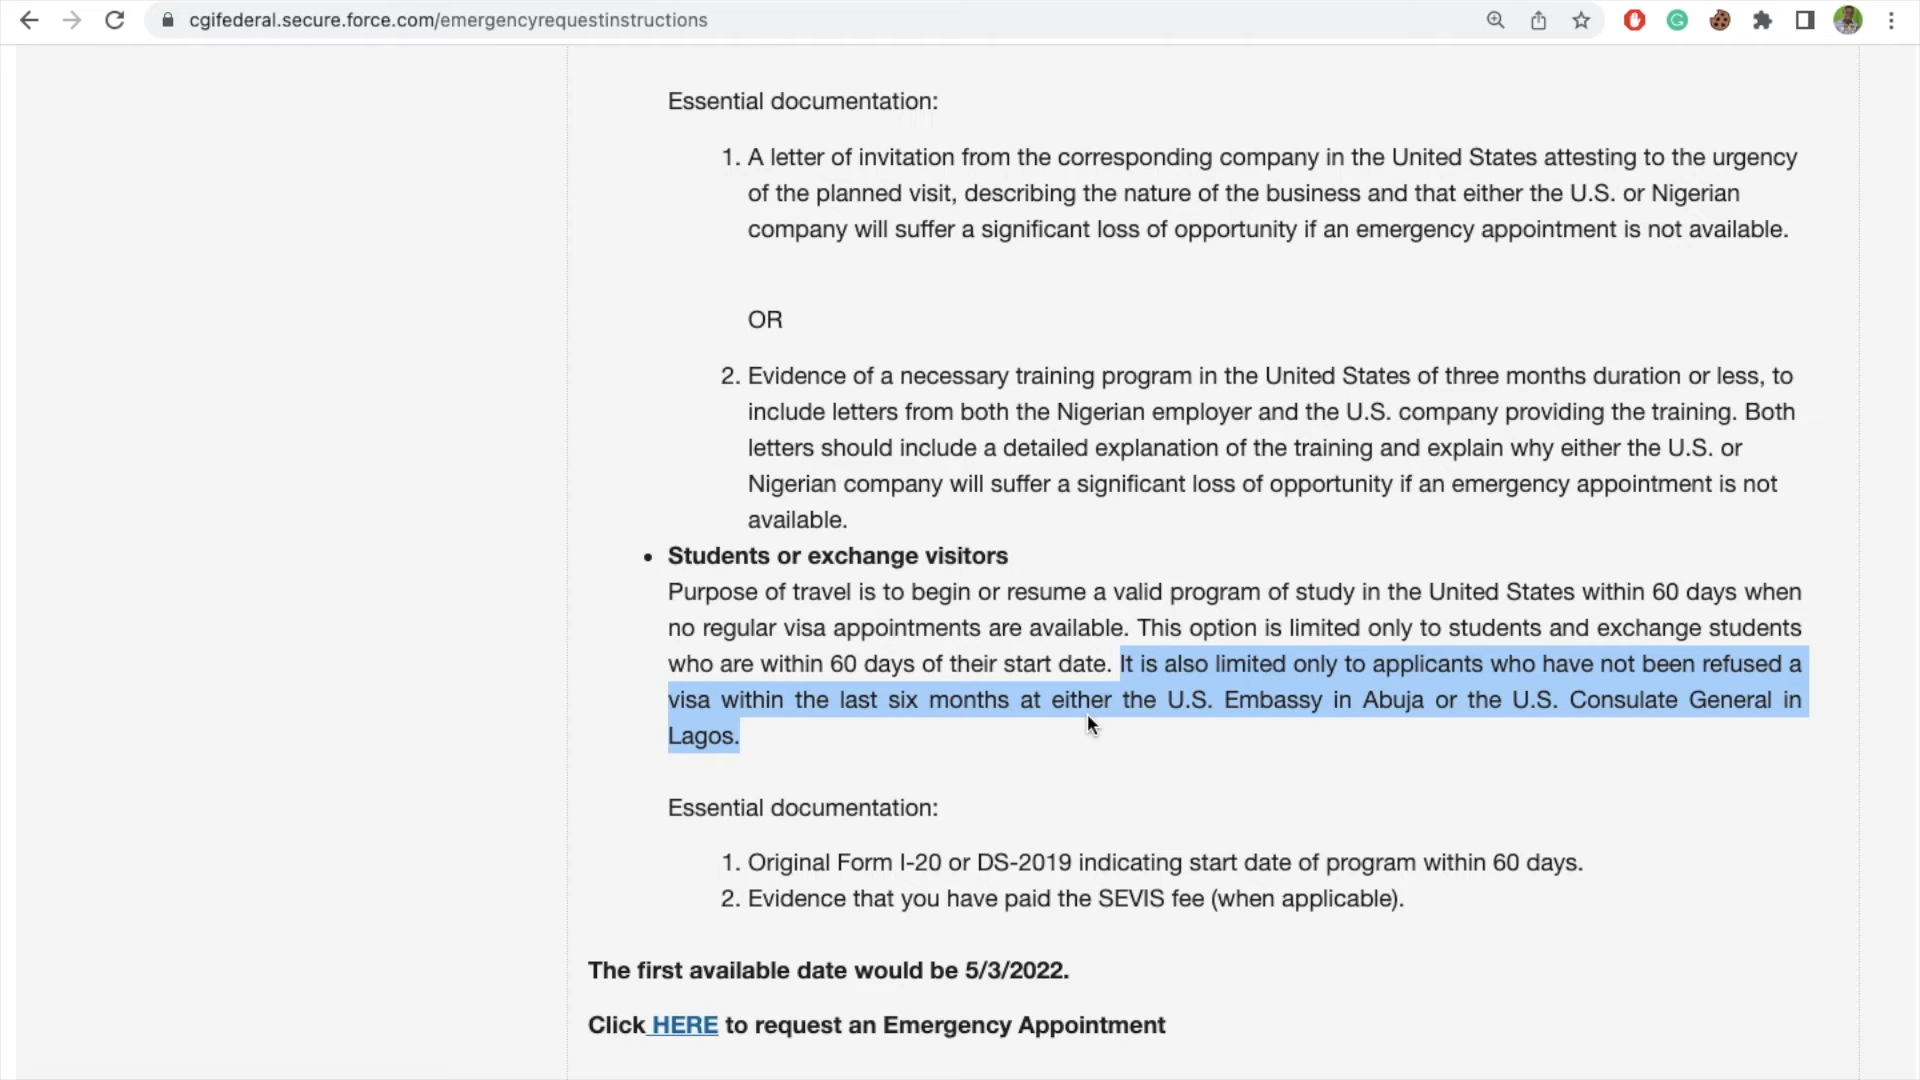 cgifederal.secure.force.com/emergencyrequestinstructions
Essential documentation:
1. A letter of invitation from the corresponding company in the United States attesting to the urgency
of the planned visit, describing the nature of the business and that either the U.S. or Nigerian
company will suffer a significant loss of opportunity if an emergency appointment is not available.
OR
2. Evidence of a necessary training program in the United States of three months duration or less, to
include letters from both the Nigerian employer and the U.S. company providing the training. Both
letters should include a detailed explanation of the training and explain why either the U.S. or
Nigerian company will suffer a significant loss of opportunity if an emergency appointment is not
available.
• Students or exchange visitors
Purpose of travel is to begin or resume a valid program of study in the United States within 60 days when
no regular visa appointments are available. This option is limited only to students and exchange students
who are within 60 days of their start date. It is also limited only to applicants who have not been refused a
visa within the last six months at either the U.S. Embassy in Abuja or the U.S. Consulate General in
Lagos.
Essential documentation:
1. Original Form I-20 or DS-2019 indicating start date of program within 60 days.
2. Evidence that you have paid the SEVIS fee (when applicable).
The first available date would be 5/3/2022.
Click HERE to request an Emergency Appointment